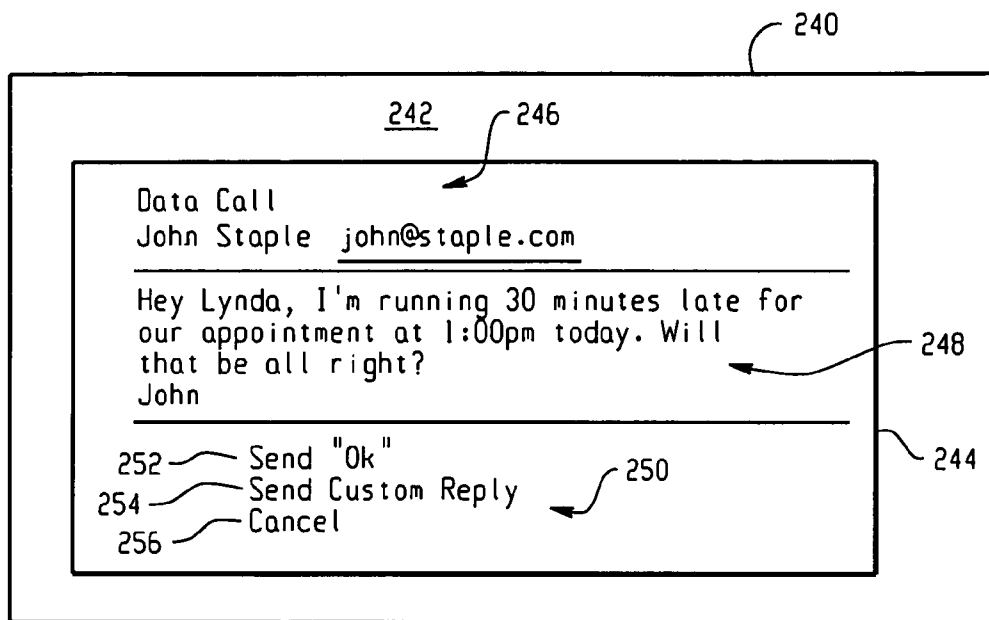 240
242
246
Data Call
John Staple john@staple.com
Hey Lynda, I'm running 30 minutes late for
our appointment at 1:00pm today. Will
that be all right?
John
248
244
252 Send "Ok"
250
254 Send Custom Reply
256 Cancel